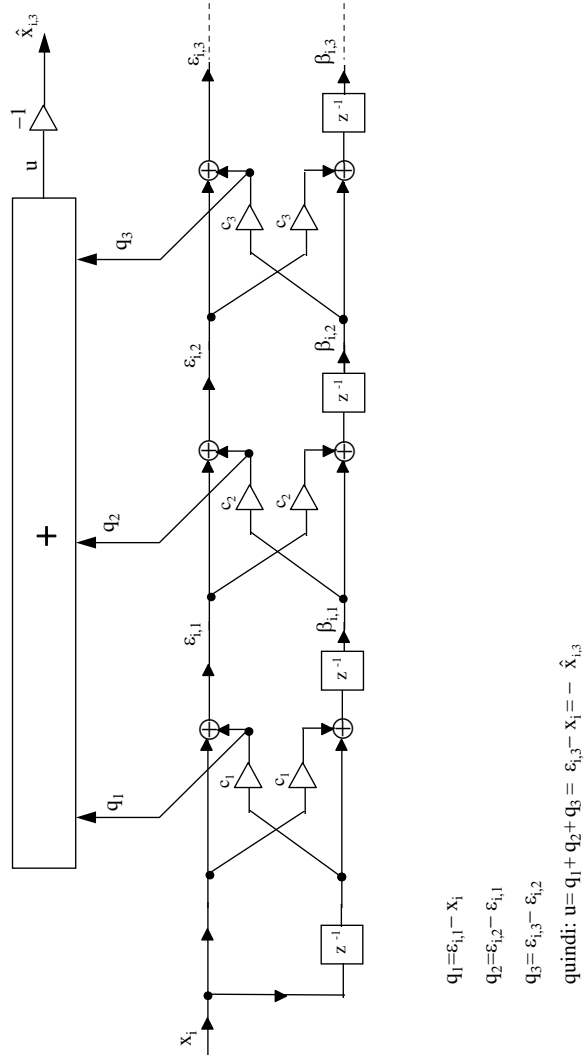 x̂ᵢ,₃
−1
u
+
q₁
q₂
q₃
xᵢ
εᵢ,₁
εᵢ,₂
εᵢ,₃
c₁
c₂
c₃
c₁
c₂
c₃
z⁻¹
z⁻¹
z⁻¹
z⁻¹
βᵢ,₁
βᵢ,₂
βᵢ,₃
q₁=εᵢ,₁− xᵢ
q₂=εᵢ,₂− εᵢ,₁
q₃= εᵢ,₃− εᵢ,₂
quindi: u= q₁+ q₂+ q₃ = εᵢ,₃− xᵢ= − x̂ᵢ,₃